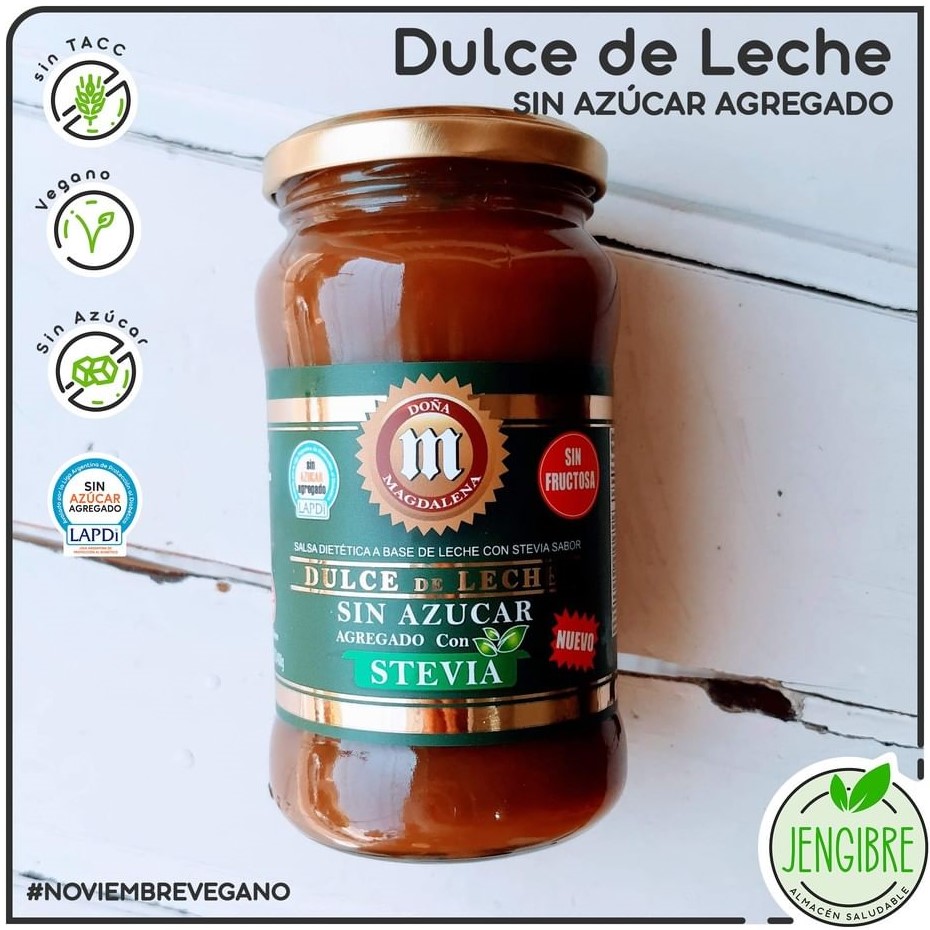 Dulce de Leche
SIN AZÚCAR AGREGADO
sin TACC
Vegano
Sin Azúcar
SIN
AZÚCAR
AGREGADO
LAPDi
DOÑA
m
MAGDALENA
sin
AZÚCAR
agregado
LAPDi
SIN
FRUCTOSA
SALSA DIETÉTICA A BASE DE LECHE CON STEVIA SABOR
DULCE DE LECH
SIN AZUCAR
AGREGADO Con
STEVIA
NUEVO
#NOVIEMBREVEGANO
JENGIBRE
ALMACÉN SALUDABLE